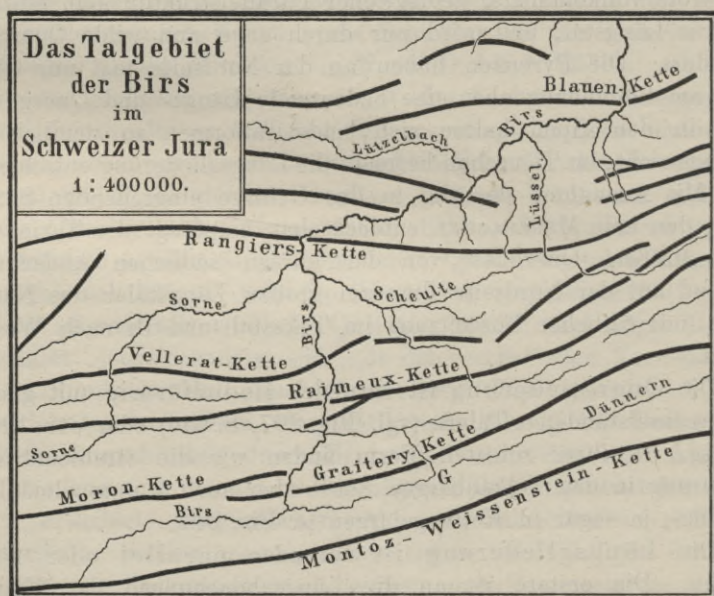 Das Talgebiet
der Birs
im
Schweizer Jura
1 : 400000.
Blauen-Kette
Birs
Lützelbach
Lüssel
Rangiers-Kette
Sorne
Scheulte
Birs
Vellerat-Kette
Raimeux-Kette
Dünnern
Sorne
Graitery-Kette
G
Moron-Kette
Birs
Montoz-Weissenstein-Kette